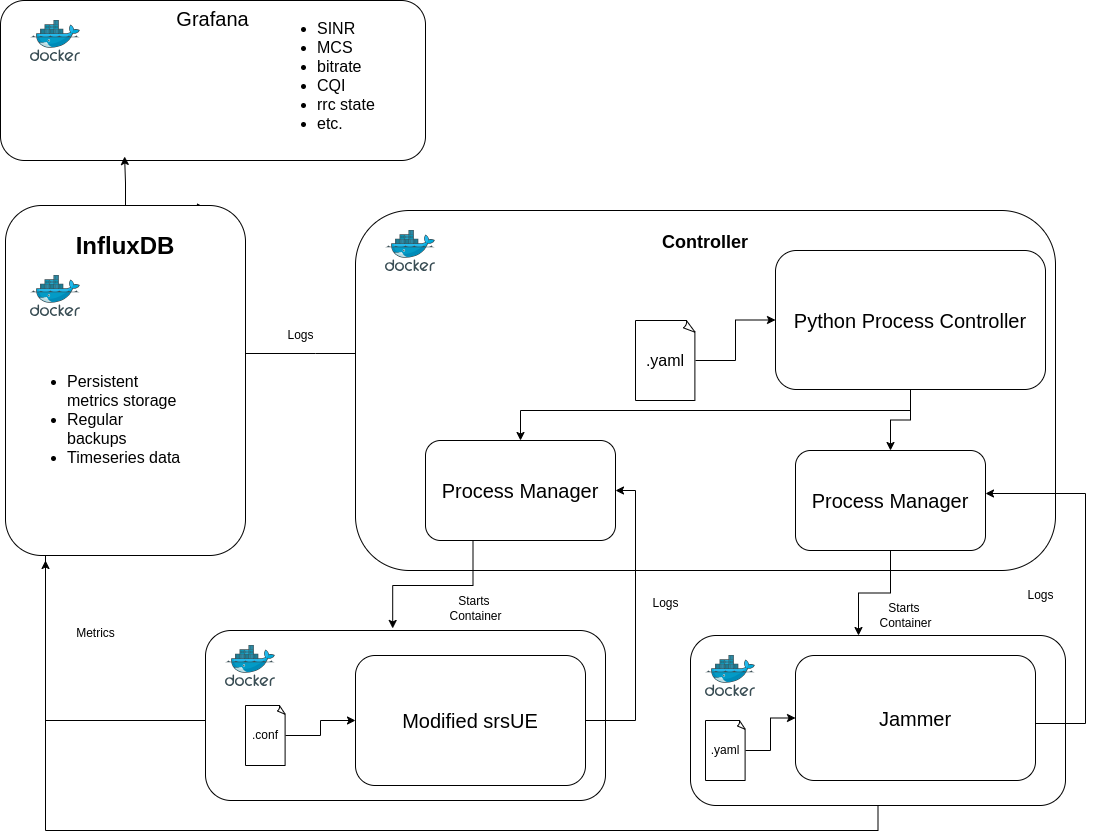 Grafana
docker
SINR
MCS
bitrate
CQI
rrc state
etc.
InfluxDB
docker
Persistent
metrics storage
Regular
backups
Timeseries data
Logs
docker
Controller
Python Process Controller
.yaml
Process Manager
Process Manager
Starts
Container
Logs
Starts
Container
Logs
Metrics
docker
.conf
Modified srsUE
docker
.yaml
Jammer